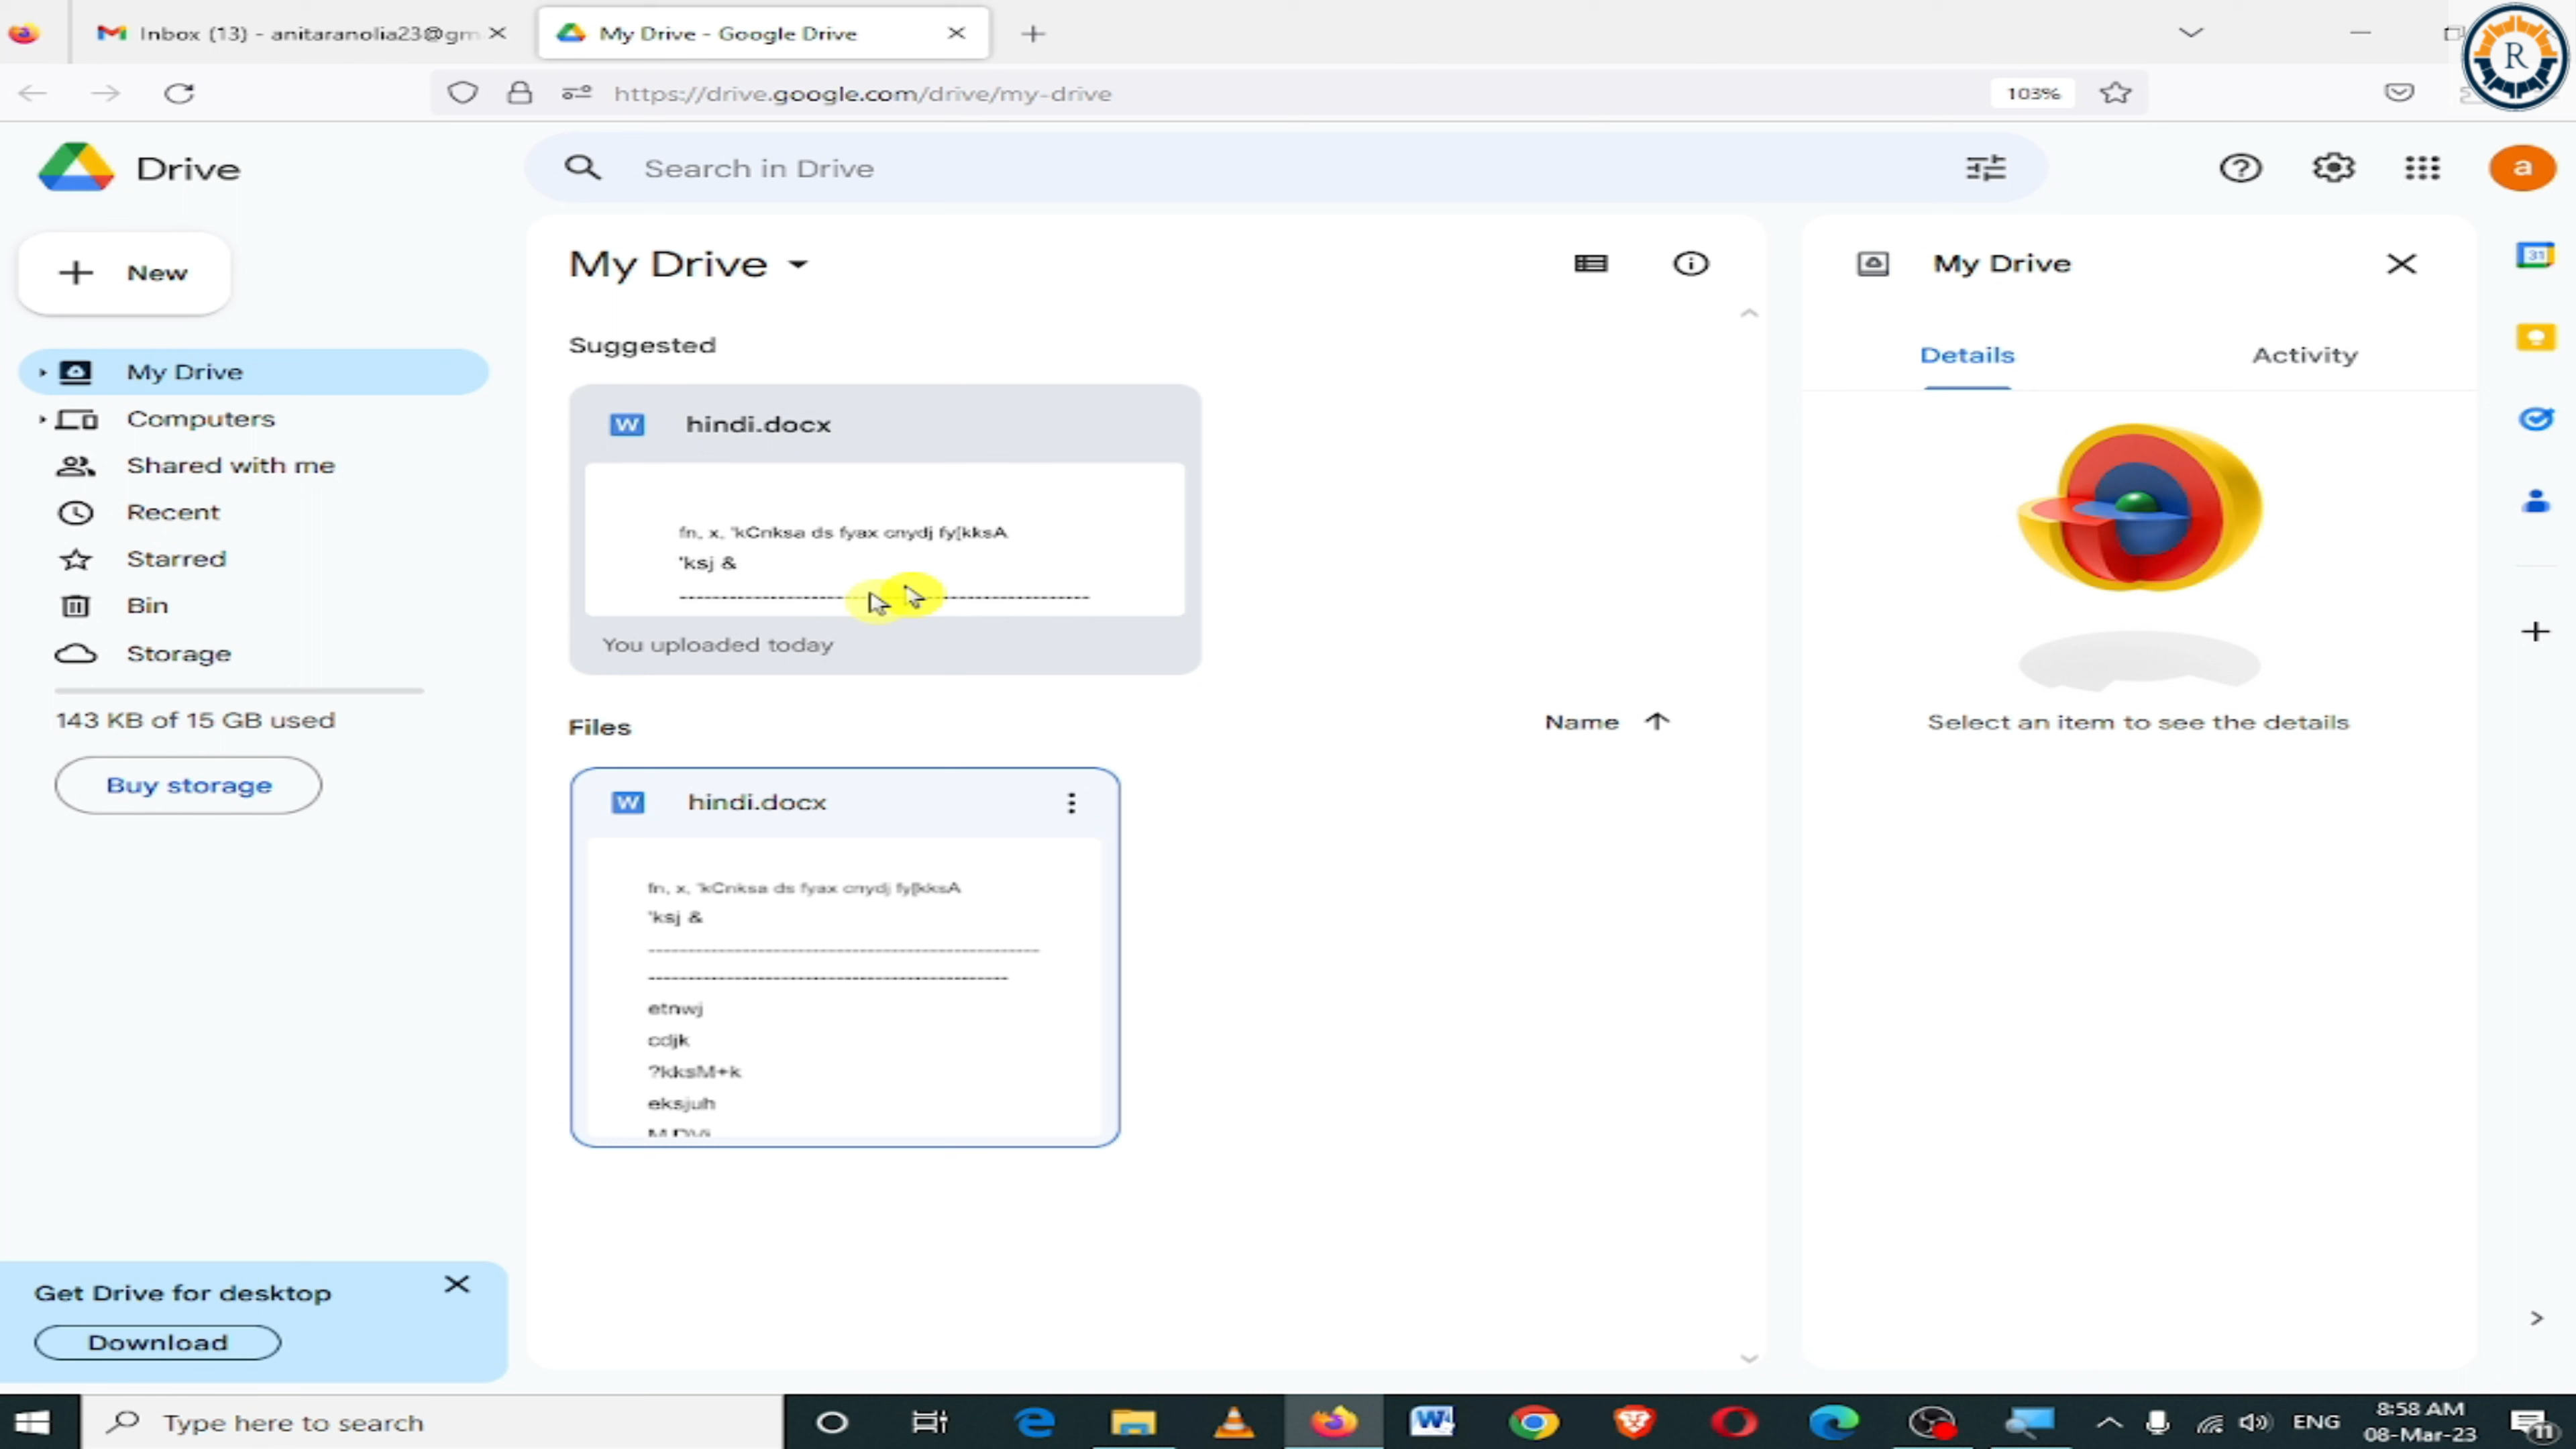 Inbox (13) - anitaranolia23@gm
My Drive - Google Drive
https://drive.google.com/drive/my-drive
103%
R
Drive
Search in Drive
a
New
My Drive
My Drive
31
Suggested
Details
Activity
My Drive
Computers
Shared with me
Recent
Starred
Bin
Storage
143 KB of 15 GB used
Buy storage
W hindi.docx
fn, x, 'kCnksa ds fyax cnydj fy[kksA
'ksj &
You uploaded today
Files
Name
Select an item to see the details
W hindi.docx
fn, x, 'kCnksa ds fyax cnydj fy[kksA
'ksj &
etnwj
cdjk
?kksM+k
eksjuh
Get Drive for desktop
Download
Type here to search
W
ENG
8:58 AM
08-Mar-23
11